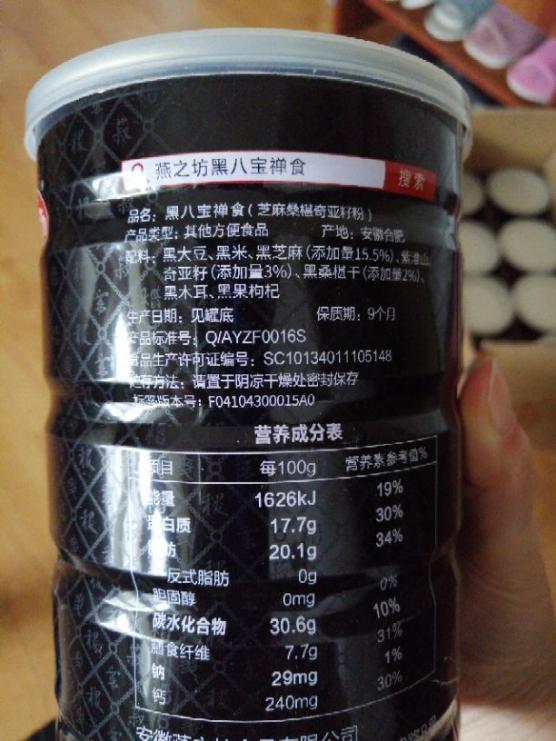 燕之坊黑八宝禅食 搜索
品名：黑八宝禅食（芝麻桑椹奇亚籽粉）
产品类型：其他方便食品 产地：安徽合肥
配料：黑大豆、黑米、黑芝麻（添加量15.5%）、紫淮山、
奇亚籽（添加量3%）、黑桑椹干（添加量2%）、
黑木耳、黑果枸杞
生产日期：见罐底 保质期：9个月
产品标准号：Q/AYZF0016S
食品生产许可证编号：SC10134011105148
贮存方法：请置于阴凉干燥处密封保存
标签版本号：F04104300015A0
营养成分表
项目 每100g 营养素参考值%
能量 1626kJ 19%
蛋白质 17.7g 30%
脂肪 20.1g 34%
反式脂肪 0g
胆固醇 0mg 0%
碳水化合物 30.6g 10%
膳食纤维 7.7g 31%
钠 29mg 1%
钙 240mg 30%